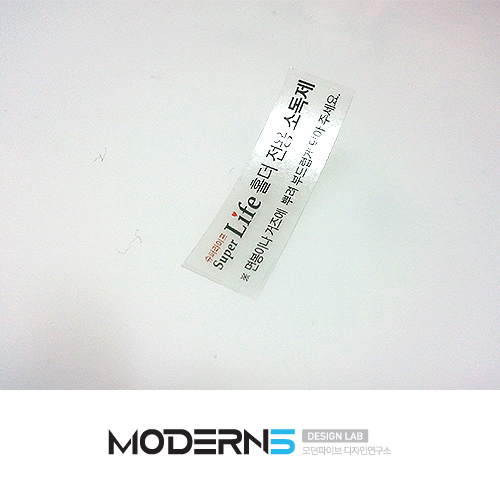 슈퍼라이프
Super Life 홀더 전용 소독제
※ 면봉이나 거즈에 뿌려 부드럽게 닦아 주세요.
MODERN5 DESIGN LAB
모던파이브 디자인연구소